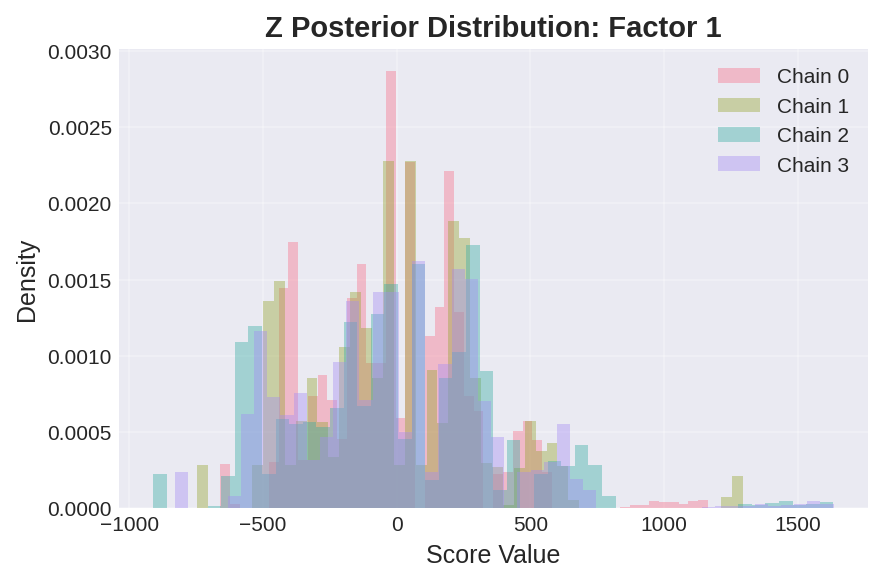 Z Posterior Distribution: Factor 1
0.0030
0.0025
0.0020
0.0015
0.0010
0.0005
0.0000
Density
Chain 0
Chain 1
Chain 2
Chain 3
−1000
−500
0
500
1000
1500
Score Value